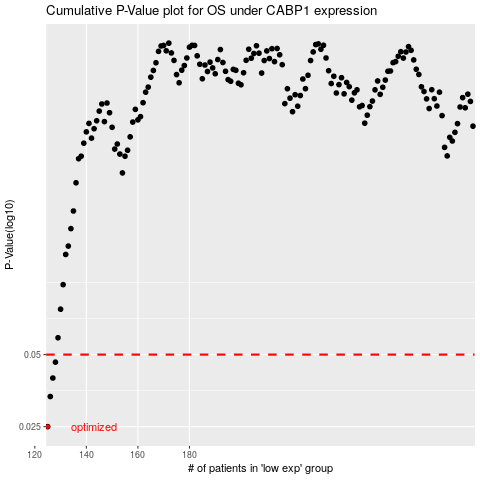 Cumulative P-Value plot for OS under CABP1 expression
P-Value(log10)
0.05
0.025
optimized
120 140 160 180
# of patients in 'low exp' group